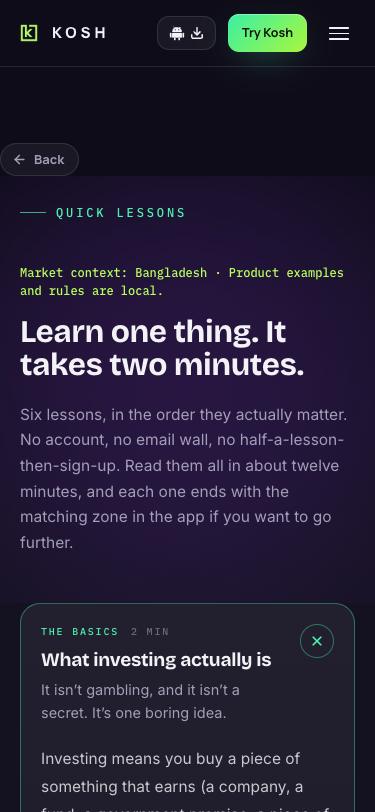 KOSH
Try Kosh
Back
QUICK LESSONS
Market context: Bangladesh · Product examples
and rules are local.
Learn one thing. It
takes two minutes.
Six lessons, in the order they actually matter.
No account, no email wall, no half-a-lesson-
then-sign-up. Read them all in about twelve
minutes, and each one ends with the
matching zone in the app if you want to go
further.
THE BASICS 2 MIN
What investing actually is
It isn’t gambling, and it isn’t a
secret. It’s one boring idea.
Investing means you buy a piece of
something that earns (a company, a